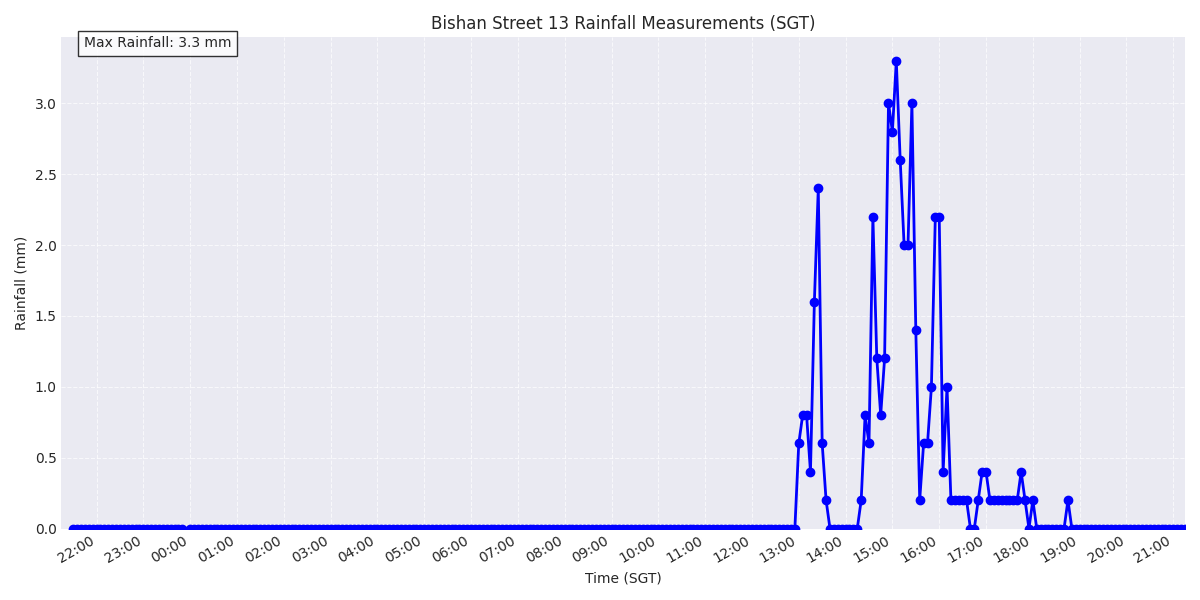 Bishan Street 13 Rainfall Measurements (SGT)
Max Rainfall: 3.3 mm
Rainfall (mm)
3.0
2.5
2.0
1.5
1.0
0.5
0.0
22:00 23:00 00:00 01:00 02:00 03:00 04:00 05:00 06:00 07:00 08:00 09:00 10:00 11:00 12:00 13:00 14:00 15:00 16:00 17:00 18:00 19:00 20:00 21:00
Time (SGT)